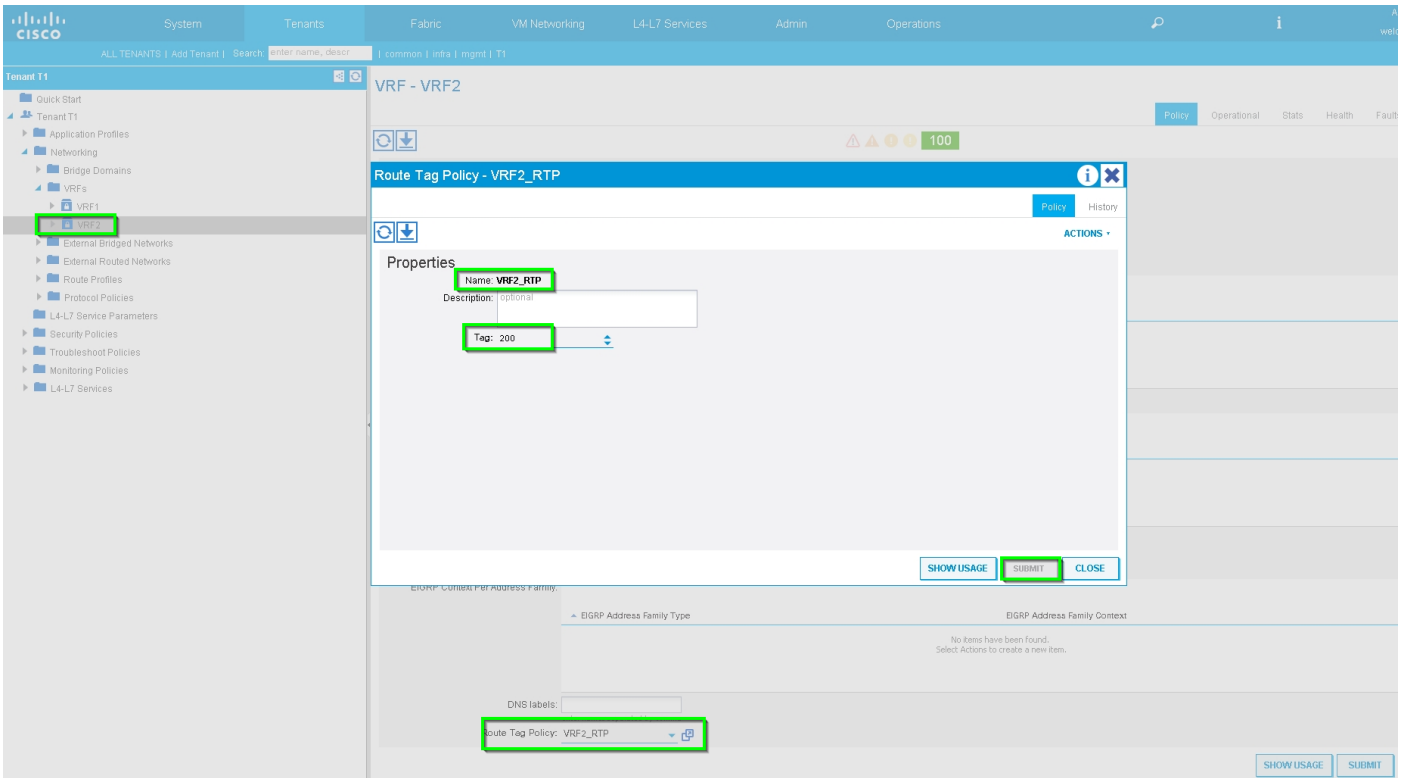 CISCO System Tenants Fabric VM Networking L4-L7 Services Admin Operations i
welc
ALL TENANTS | Add Tenant | Search: enter name, descr | common | infra | mgmt | T1
Tenant T1
Quick Start
Tenant T1
Application Profiles
Networking
Bridge Domains
VRFs
VRF1
VRF2
External Bridged Networks
External Routed Networks
Route Profiles
Protocol Policies
L4-L7 Service Parameters
Security Policies
Troubleshoot Policies
Monitoring Policies
L4-L7 Services
VRF - VRF2
Policy Operational Stats Health Fault
100
Route Tag Policy - VRF2_RTP i
Policy History
ACTIONS
Properties
Name: VRF2_RTP
Description: optional
Tag: 200
SHOW USAGE SUBMIT CLOSE
EIGRP Context Per Address Family:
EIGRP Address Family Type EIGRP Address Family Context
No items have been found.
Select Actions to create a new item.
DNS labels:
Route Tag Policy: VRF2_RTP
SHOW USAGE SUBMIT